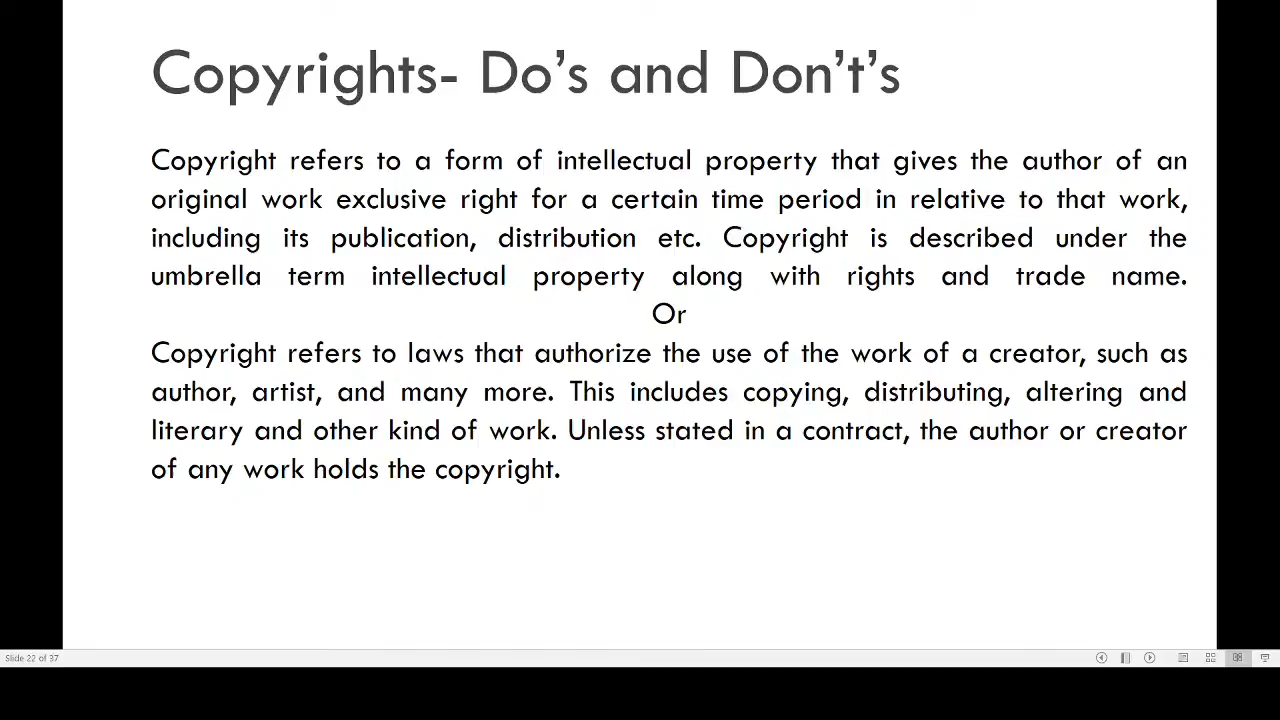 Copyrights- Do’s and Don’t’s
Copyright refers to a form of intellectual property that gives the author of an
original work exclusive right for a certain time period in relative to that work,
including its publication, distribution etc. Copyright is described under the
umbrella term intellectual property along with rights and trade name.
Or
Copyright refers to laws that authorize the use of the work of a creator, such as
author, artist, and many more. This includes copying, distributing, altering and
literary and other kind of work. Unless stated in a contract, the author or creator
of any work holds the copyright.
Slide 22 of 37